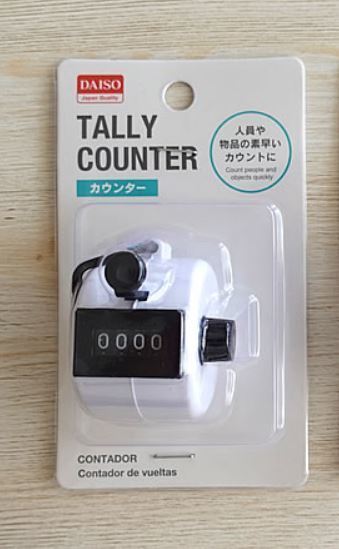 DAISO
Japan Quality
TALLY
COUNTER
カウンター
人員や
物品の素早い
カウントに
Count people and
objects quickly
0000
CONTADOR
Contador de vueltas